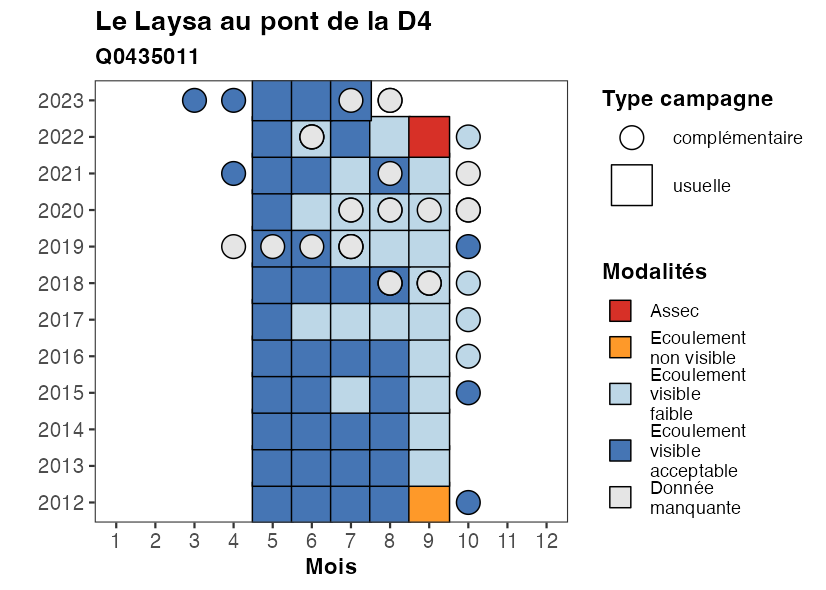 Le Laysa au pont de la D4
Q0435011
2023
2022
2021
2020
2019
2018
2017
2016
2015
2014
2013
2012
1 2 3 4 5 6 7 8 9 10 11 12
Mois
Type campagne
complémentaire
usuelle
Modalités
Assec
Ecoulement
non visible
Ecoulement
visible
faible
Ecoulement
visible
acceptable
Donnée
manquante